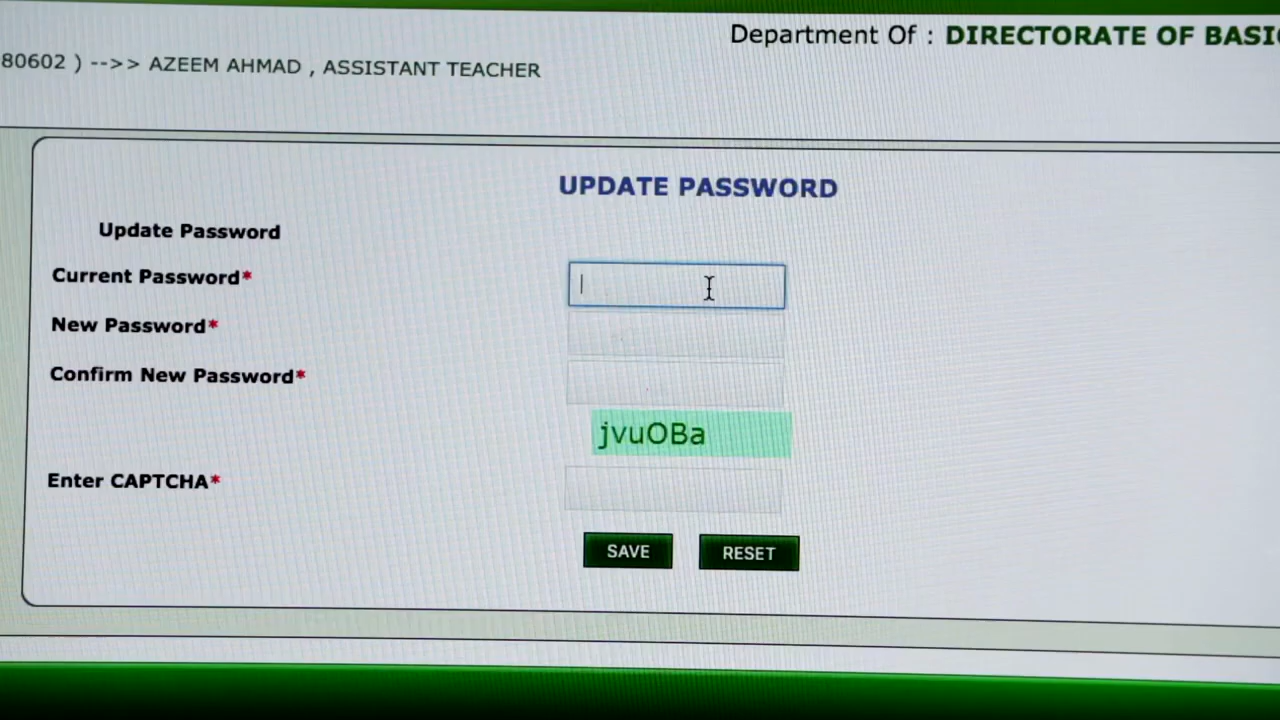 Department Of : DIRECTORATE OF BASIC
80602 ) -->> AZEEM AHMAD , ASSISTANT TEACHER
UPDATE PASSWORD
Update Password
Current Password*
New Password*
Confirm New Password*
jvuOBa
Enter CAPTCHA*
SAVE RESET